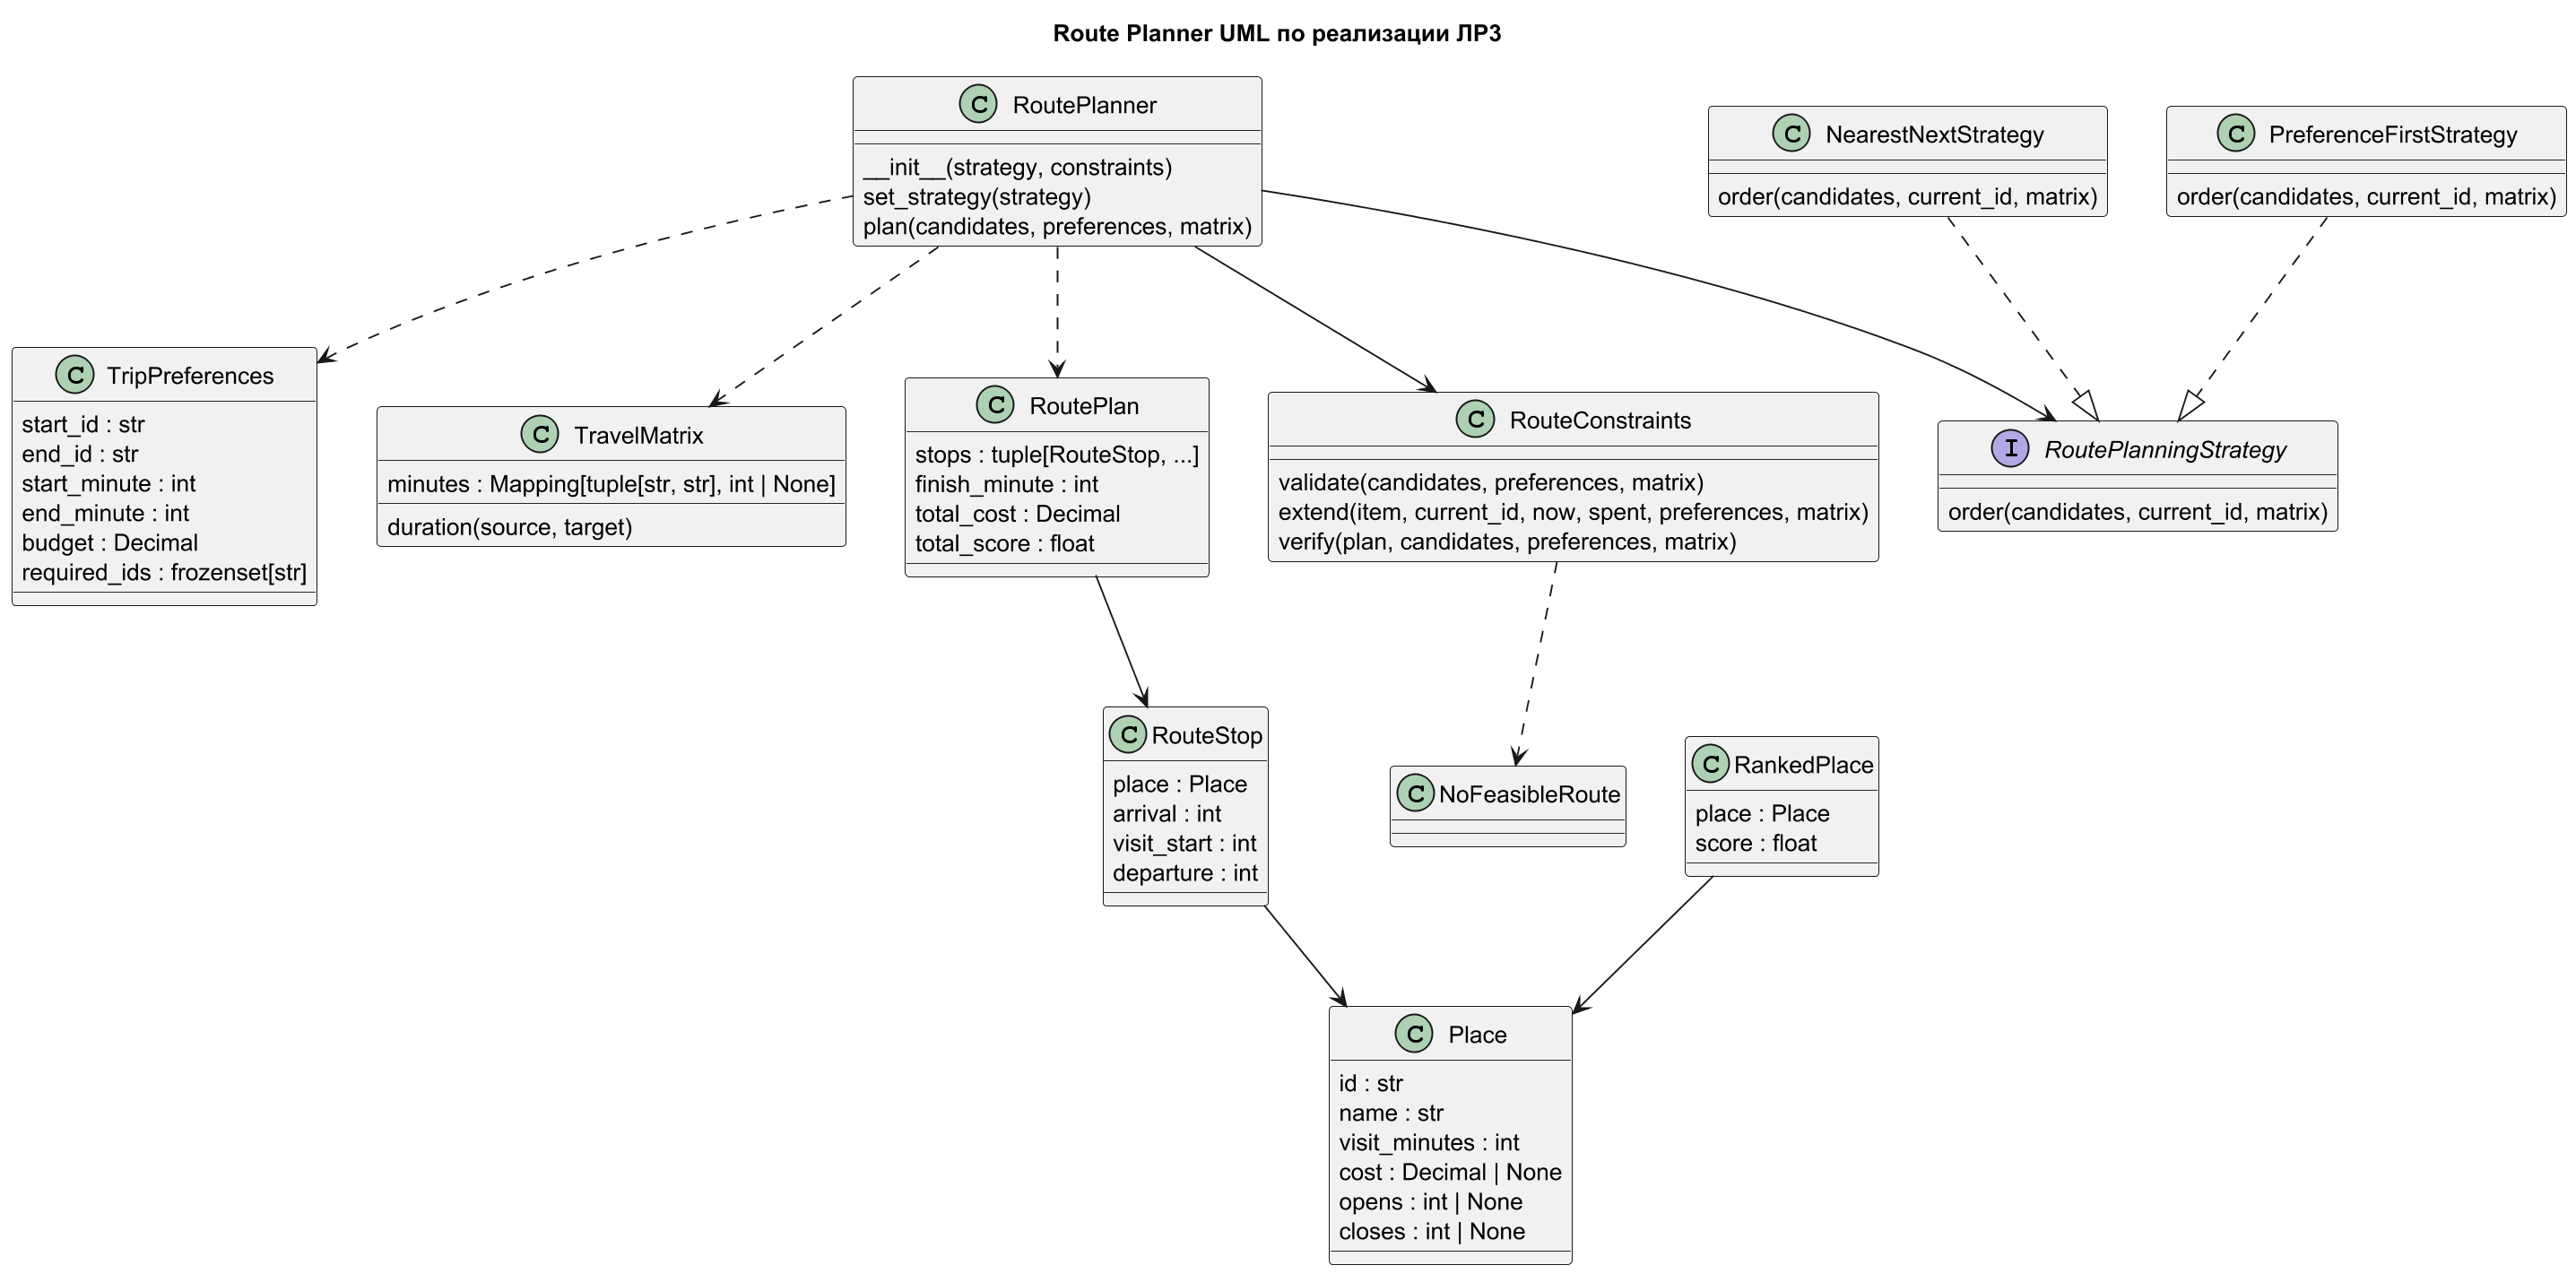 Route Planner UML по реализации ЛР3
C RoutePlanner
__init__(strategy, constraints)
set_strategy(strategy)
plan(candidates, preferences, matrix)
C NearestNextStrategy
order(candidates, current_id, matrix)
C PreferenceFirstStrategy
order(candidates, current_id, matrix)
C TripPreferences
start_id : str
end_id : str
start_minute : int
end_minute : int
budget : Decimal
required_ids : frozenset[str]
C TravelMatrix
minutes : Mapping[tuple[str, str], int | None]
duration(source, target)
C RoutePlan
stops : tuple[RouteStop, ...]
finish_minute : int
total_cost : Decimal
total_score : float
C RouteConstraints
validate(candidates, preferences, matrix)
extend(item, current_id, now, spent, preferences, matrix)
verify(plan, candidates, preferences, matrix)
I RoutePlanningStrategy
order(candidates, current_id, matrix)
C RouteStop
place : Place
arrival : int
visit_start : int
departure : int
C NoFeasibleRoute
C RankedPlace
place : Place
score : float
C Place
id : str
name : str
visit_minutes : int
cost : Decimal | None
opens : int | None
closes : int | None